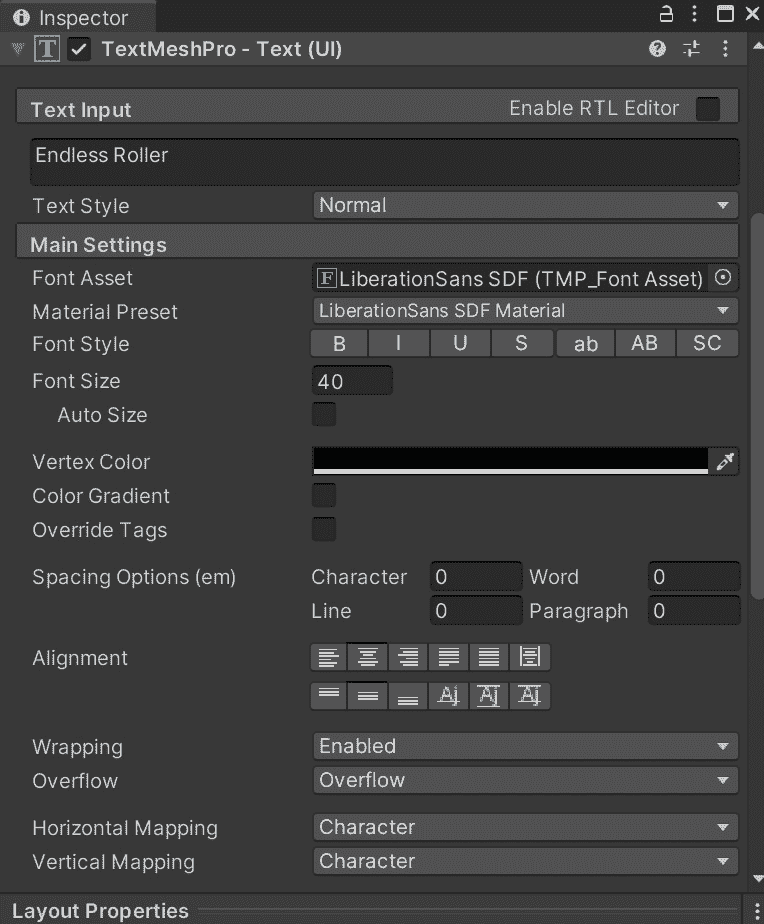 Inspector
TextMeshPro - Text (UI)
Text Input Enable RTL Editor
Endless Roller
Text Style Normal
Main Settings
Font Asset F LiberationSans SDF (TMP_Font Asset)
Material Preset LiberationSans SDF Material
Font Style B I U S ab AB SC
Font Size 40
Auto Size
Vertex Color
Color Gradient
Override Tags
Spacing Options (em) Character 0 Word 0
Line 0 Paragraph 0
Alignment
Aj Aj Aj
Wrapping Enabled
Overflow Overflow
Horizontal Mapping Character
Vertical Mapping Character
Layout Properties